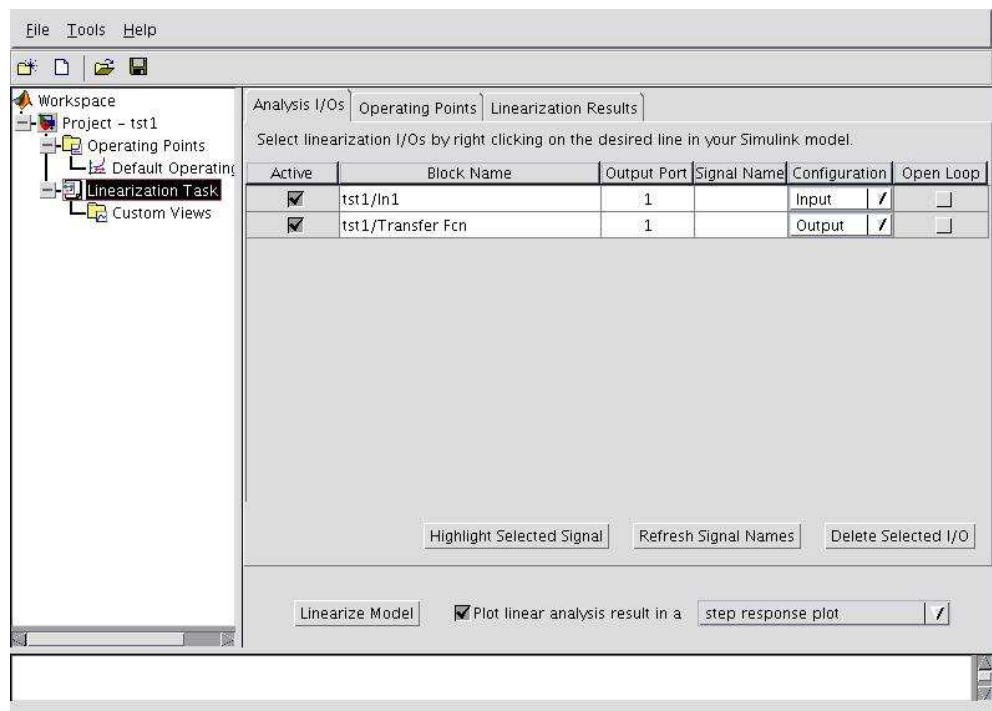 File Tools Help
Workspace
Project - tst1
Operating Points
Default Operating
Linearization Task
Custom Views
Analysis I/Os Operating Points Linearization Results
Select linearization I/Os by right clicking on the desired line in your Simulink model.
Active Block Name Output Port Signal Name Configuration Open Loop
tst1/In1 1 Input
tst1/Transfer Fcn 1 Output
Highlight Selected Signal Refresh Signal Names Delete Selected I/O
Linearize Model Plot linear analysis result in a step response plot